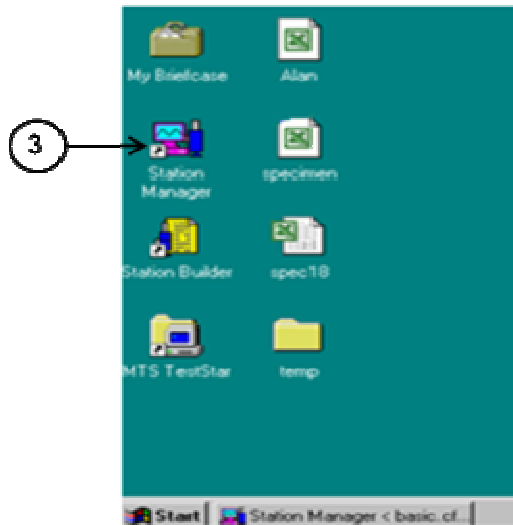 My Briefcase
Alan
3
Station
Manager
specimen
Station Builder
spec18
MTS TestStar
temp
Start
Station Manager < basic.cf...